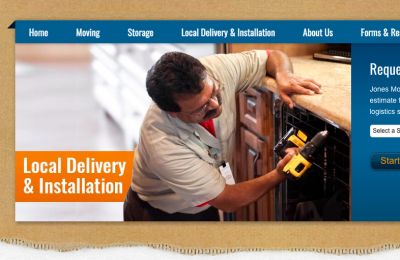 Home Moving Storage Local Delivery & Installation About Us Forms & Re
Reque
Jones Mo
estimate
logistics s
Select a S
Start
Local Delivery
& Installation